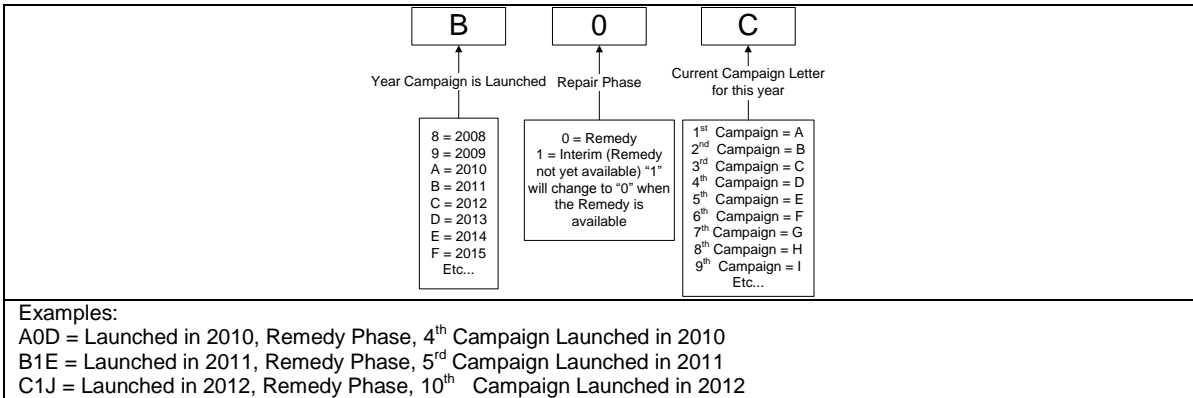 B 0 C
Year Campaign is Launched
Repair Phase
Current Campaign Letter
for this year
8 = 2008
9 = 2009
A = 2010
B = 2011
C = 2012
D = 2013
E = 2014
F = 2015
Etc...
0 = Remedy
1 = Interim (Remedy
not yet available) “1”
will change to “0” when
the Remedy is
available
1st Campaign = A
2nd Campaign = B
3rd Campaign = C
4th Campaign = D
5th Campaign = E
6th Campaign = F
7th Campaign = G
8th Campaign = H
9th Campaign = I
Etc...
Examples:
A0D = Launched in 2010, Remedy Phase, 4th Campaign Launched in 2010
B1E = Launched in 2011, Remedy Phase, 5rd Campaign Launched in 2011
C1J = Launched in 2012, Remedy Phase, 10th Campaign Launched in 2012